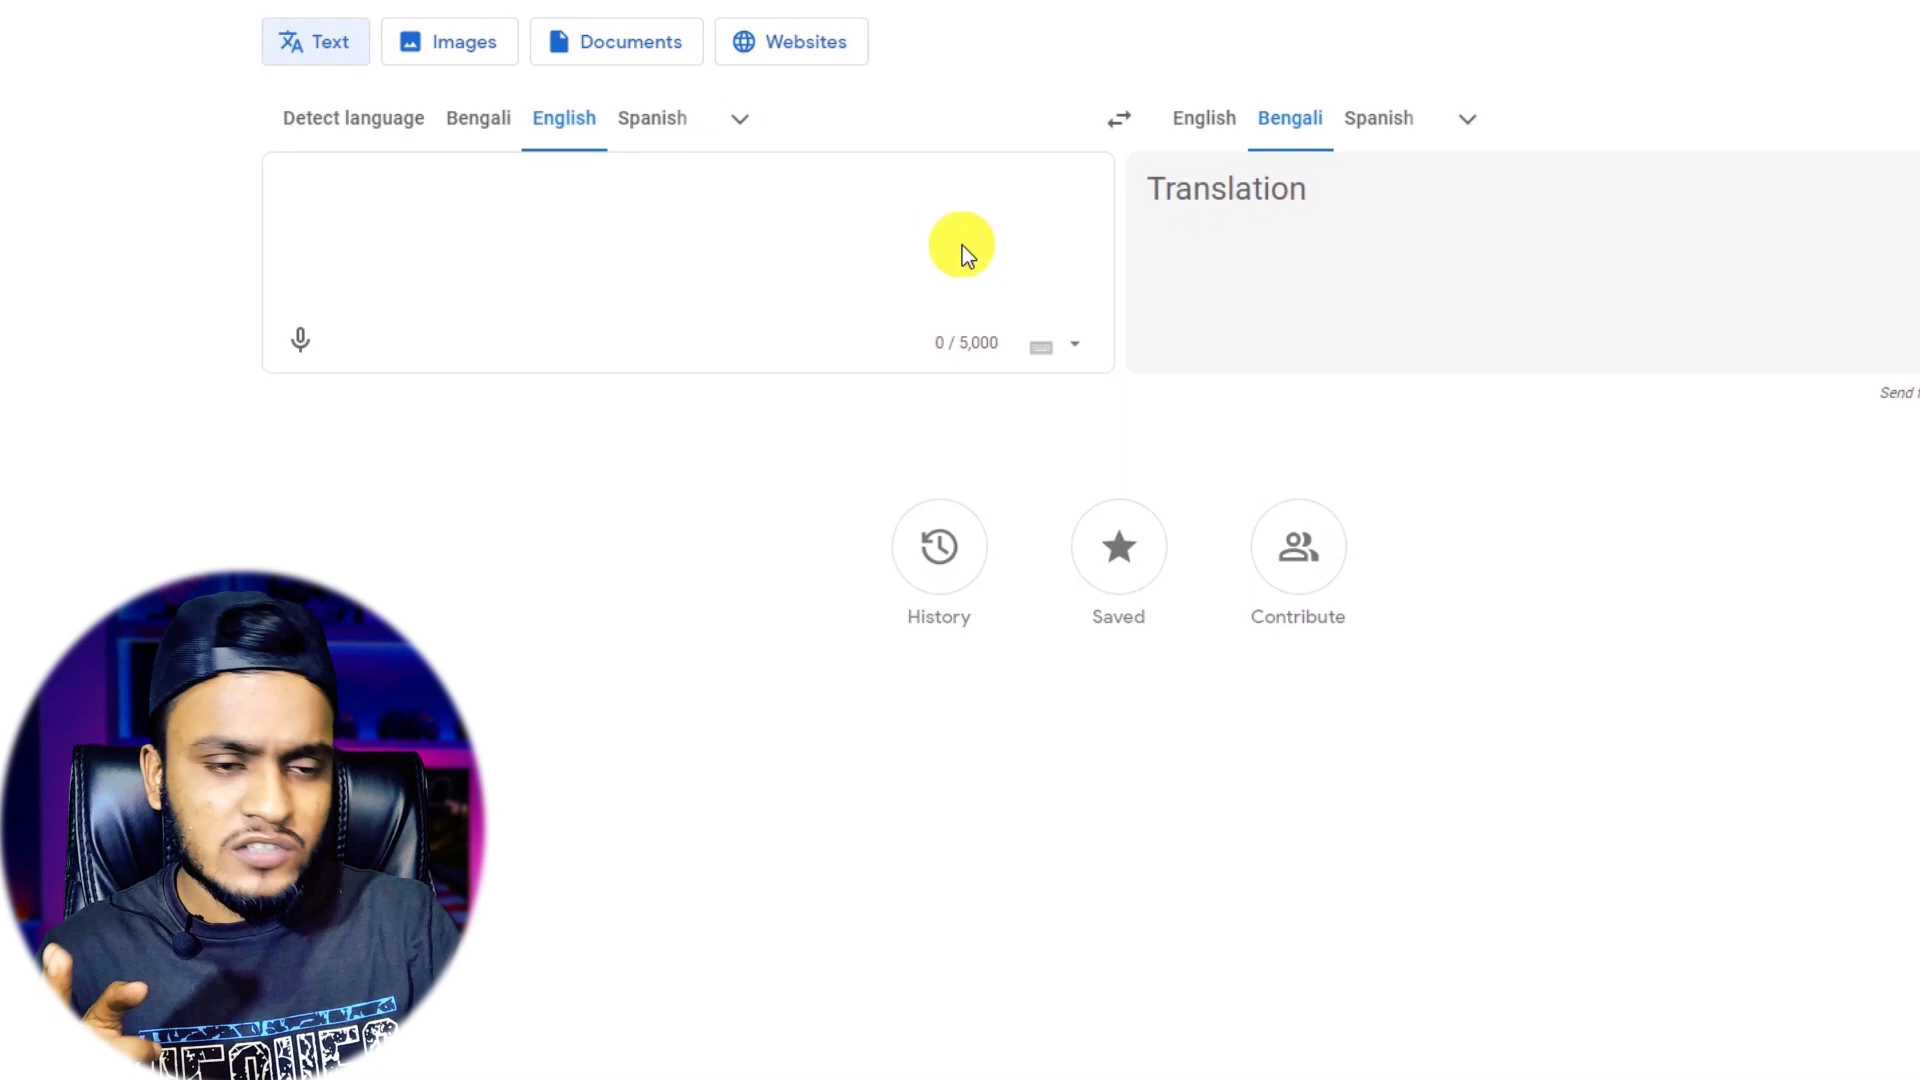 Text Images Documents Websites
Detect language Bengali English Spanish English Bengali Spanish
Translation
0 / 5,000
Send
History Saved Contribute